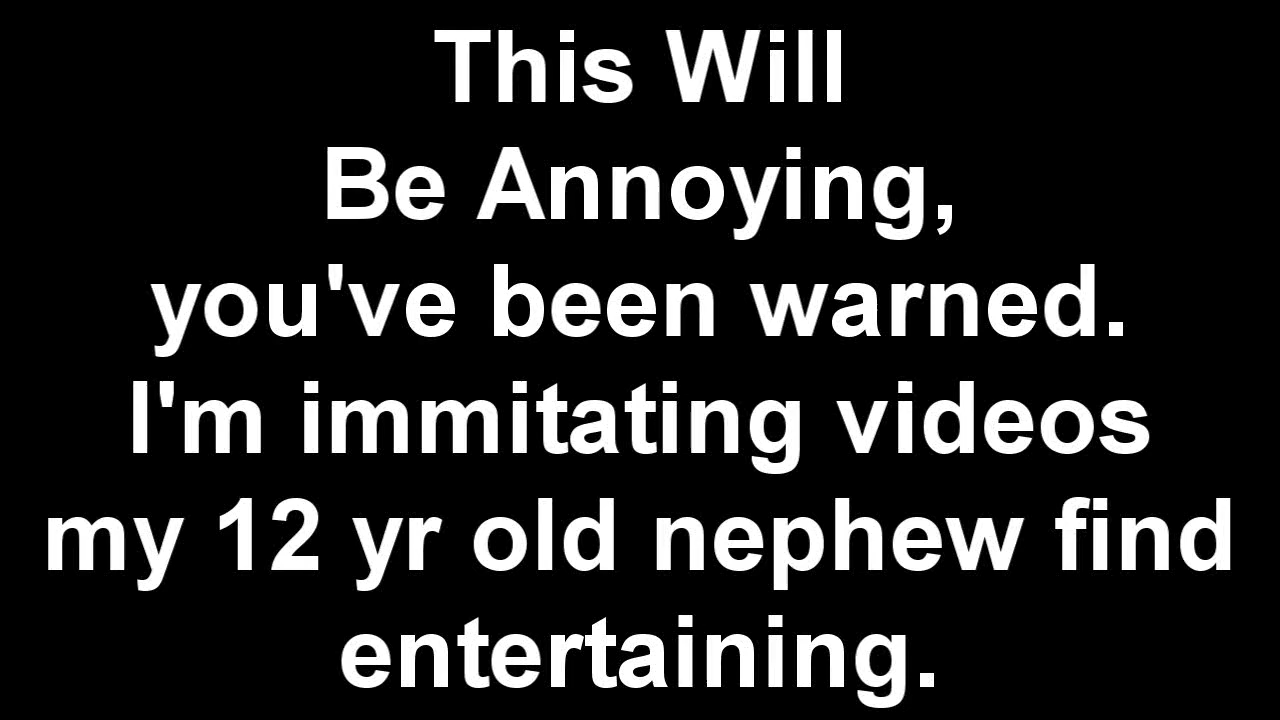 This Will
Be Annoying,
you've been warned.
I'm immitating videos
my 12 yr old nephew find
entertaining.